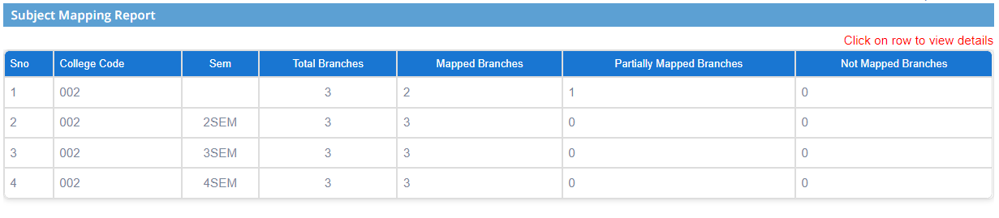 Subject Mapping Report
Click on row to view details
Sno College Code Sem Total Branches Mapped Branches Partially Mapped Branches Not Mapped Branches
1 002 3 2 1 0
2 002 2SEM 3 3 0 0
3 002 3SEM 3 3 0 0
4 002 4SEM 3 3 0 0